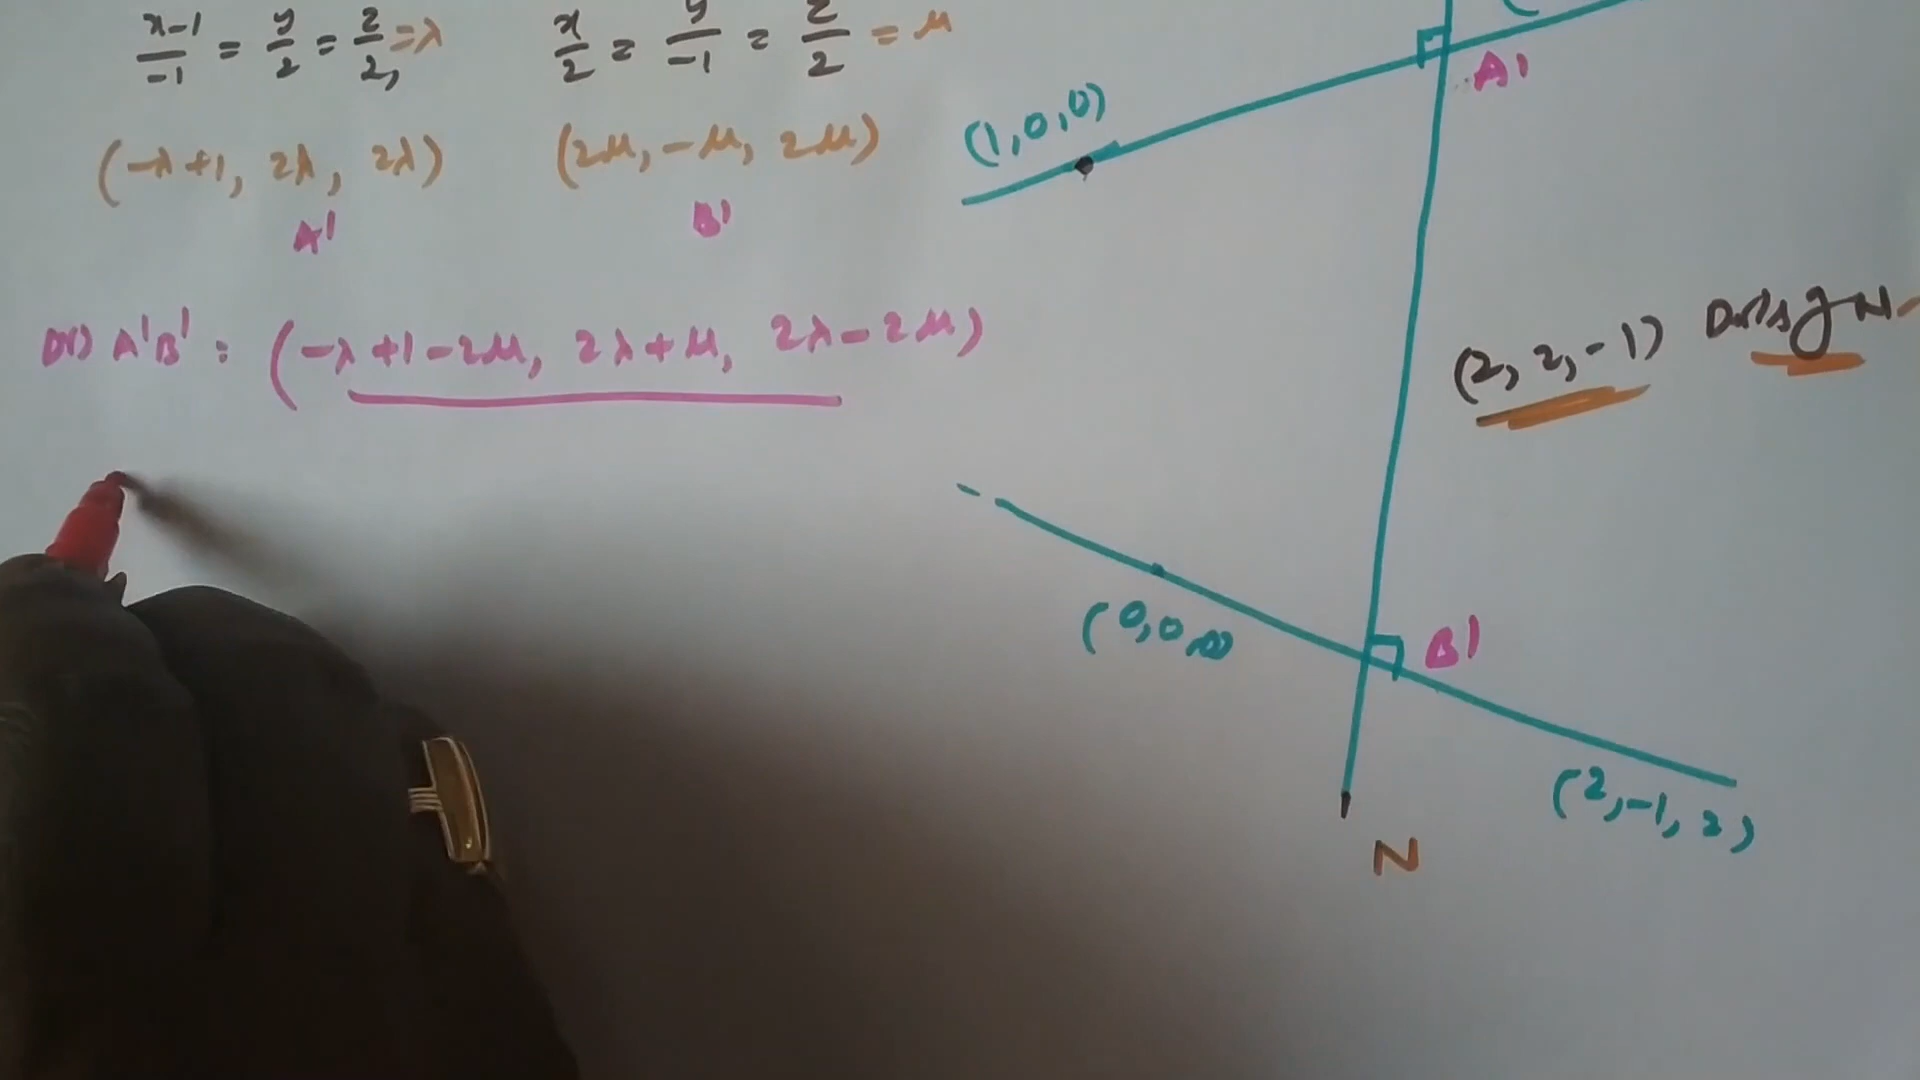 x-1/-1 = y/2 = z/2, = λ
x/2 = y/-1 = z/2 = μ
(-λ+1, 2λ, 2λ)
A'
(2μ, -μ, 2μ)
B'
A'B' : (-λ+1-2μ, 2λ+μ, 2λ-2μ)
(1,0,0)
A'
(2, 2, -1) N
(0,0,0)
B'
(2,-1,2)
N